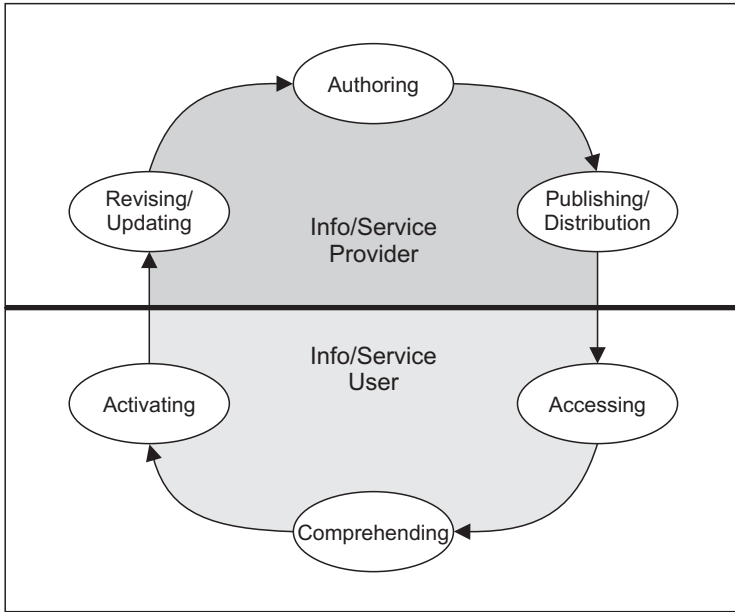 Authoring
Revising/
Updating
Publishing/
Distribution
Info/Service
Provider
Info/Service
User
Activating
Accessing
Comprehending